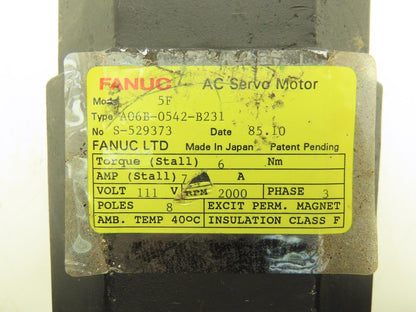 FANUC AC Servo Motor
Model 5F
Type A06B-0542-B231
No S-529373 Date 85.10
FANUC LTD Made In Japan Patent Pending
Torque (Stall) 6 Nm
AMP (Stall) 7 A
VOLT 111 V RPM 2000 PHASE 3
POLES 8 EXCIT PERM. MAGNET
AMB. TEMP 40°C INSULATION CLASS F